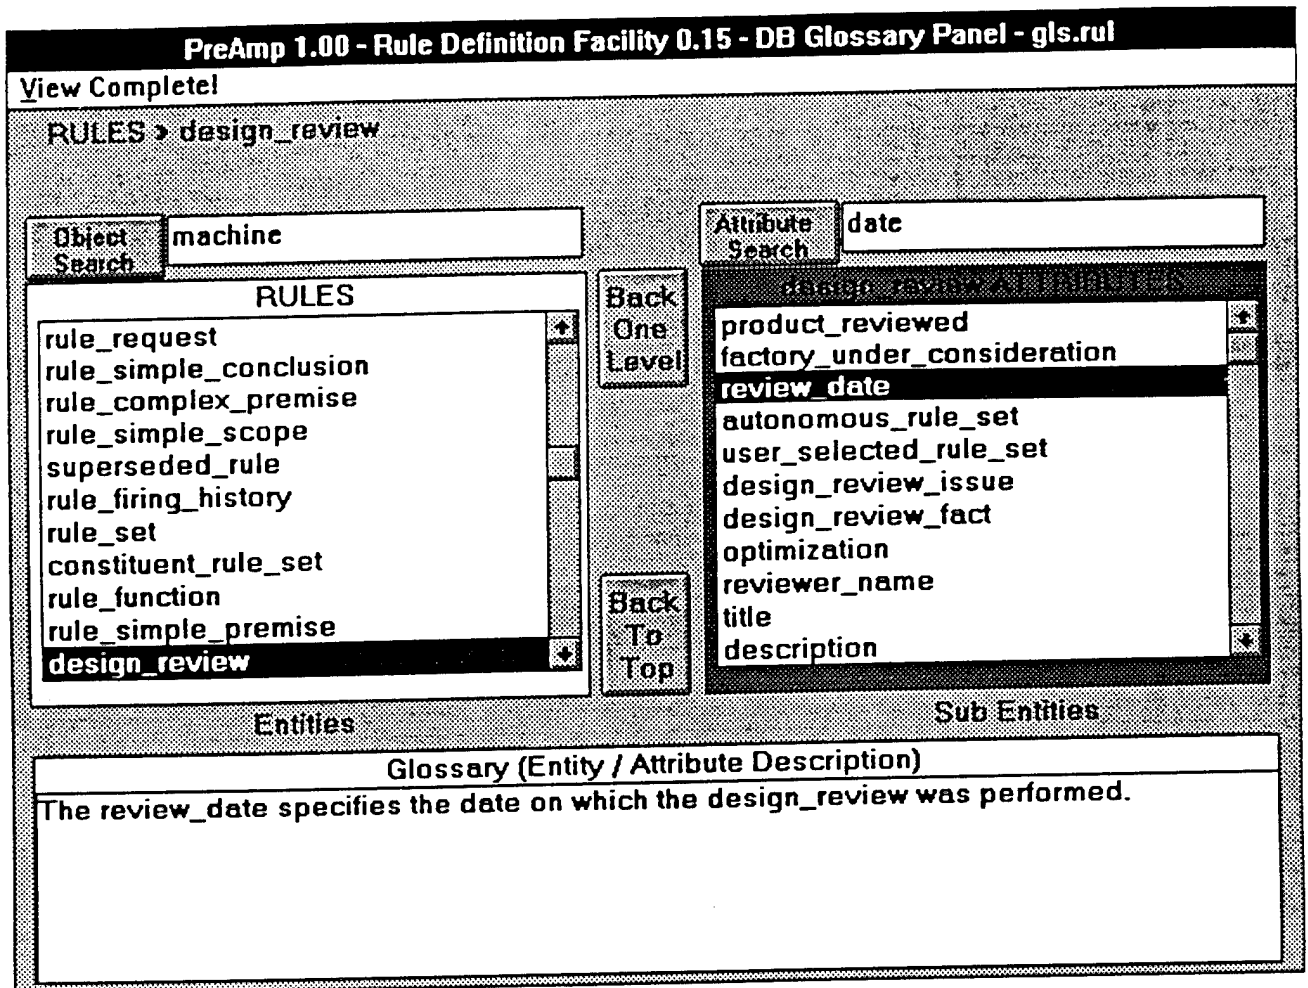 PreAmp 1.00 - Rule Definition Facility 0.15 - DB Glossary Panel - gls.rul
View Complete!
RULES > design_review
Object
Search
machine
Attribute
Search
date
RULES
rule_request
rule_simple_conclusion
rule_complex_premise
rule_simple_scope
superseded_rule
rule_firing_history
rule_set
constituent_rule_set
rule_function
rule_simple_premise
design_review
Entities
Back
One
Level
Back
To
Top
design_review ATTRIBUTES
product_reviewed
factory_under_consideration
review_date
autonomous_rule_set
user_selected_rule_set
design_review_issue
design_review_fact
optimization
reviewer_name
title
description
Sub Entities
Glossary (Entity / Attribute Description)
The review_date specifies the date on which the design_review was performed.